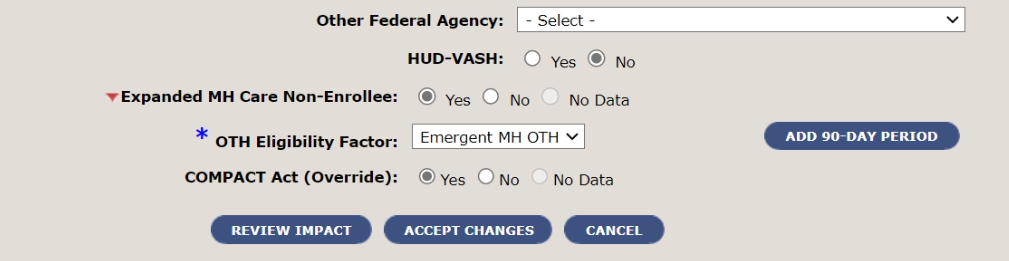 Other Federal Agency: - Select -
HUD-VASH: Yes No
Expanded MH Care Non-Enrollee: Yes No No Data
* OTH Eligibility Factor: Emergent MH OTH ADD 90-DAY PERIOD
COMPACT Act (Override): Yes No No Data
REVIEW IMPACT ACCEPT CHANGES CANCEL